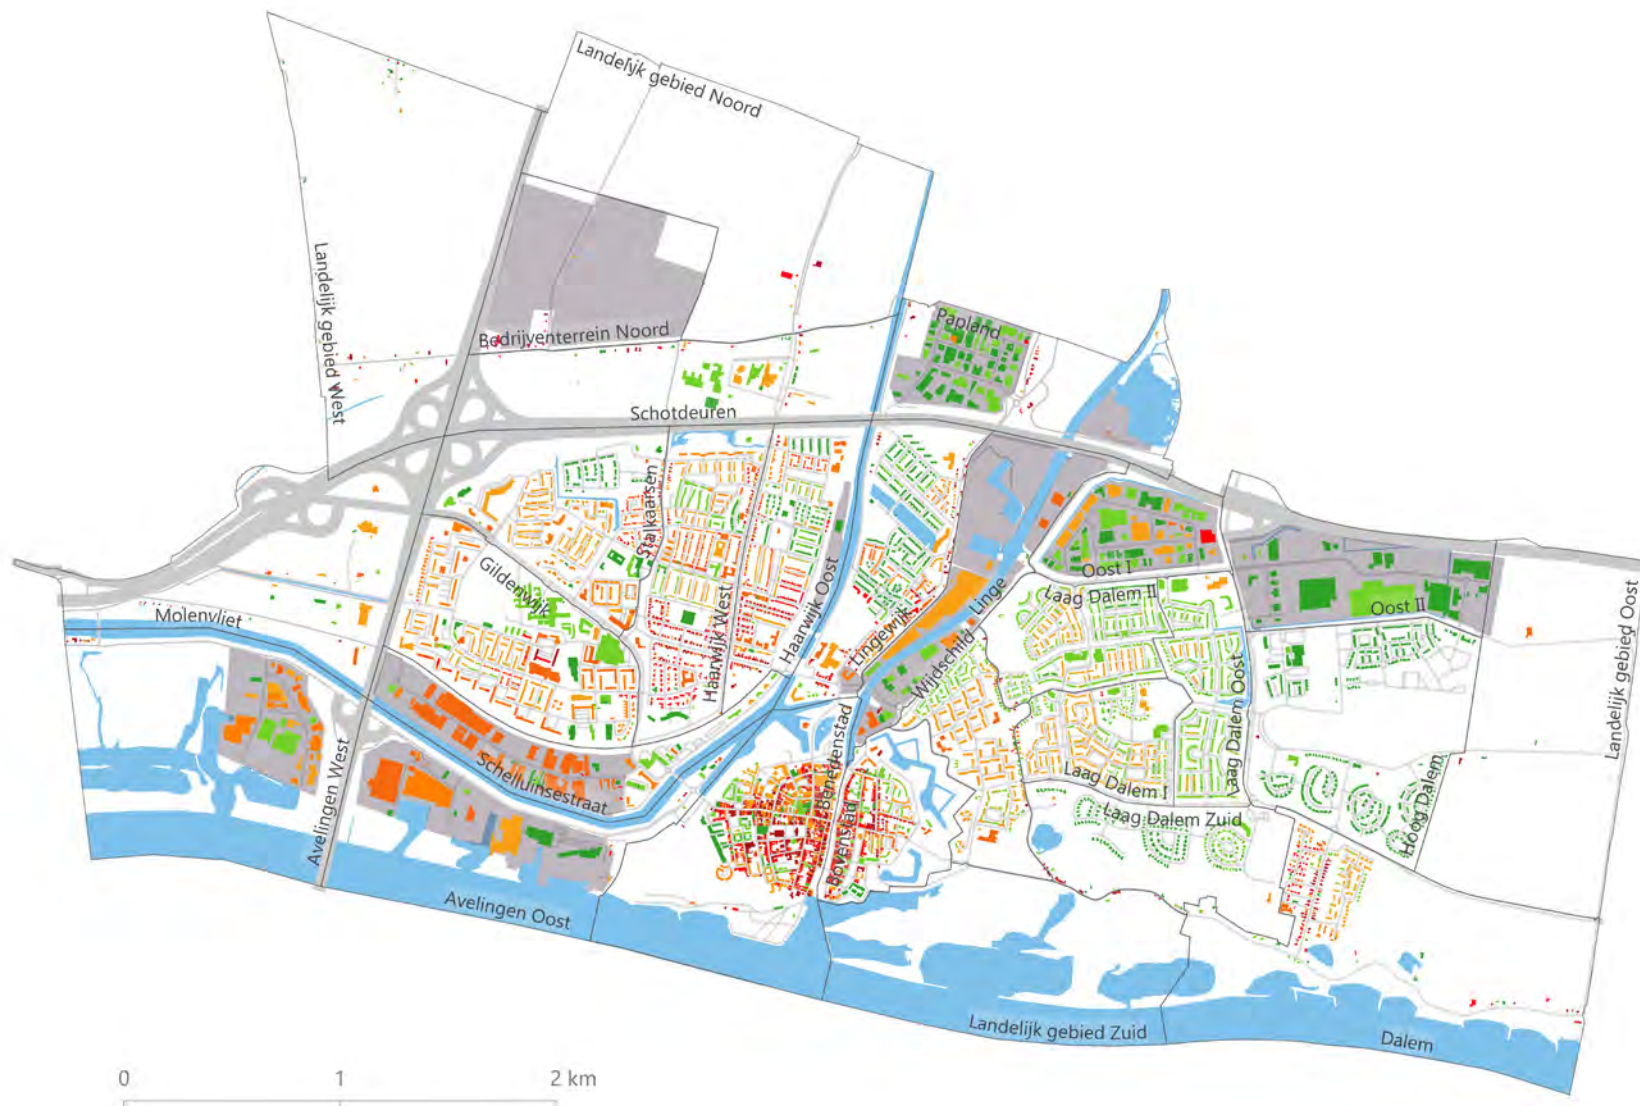 Landelijk gebied Noord
Landelijk gebied West
Papland
Bedrijventerrein Noord
Schotdeuren
Stalkaarsen
Gildenwijk
Haarwijk West
Haarwijk Oost
Lingewijk
Linge
Wijdschild
Oost I
Laag Dalem II
Oost II
Laag Dalem Oost
Landelijk gebied Oost
Molenvliet
Avelingen West
Schelluinsestraat
Benedenstad
Bovenstad
Laag Dalem I
Laag Dalem Zuid
Hoog Dalem
Avelingen Oost
Landelijk gebied Zuid
Dalem
0 1 2 km